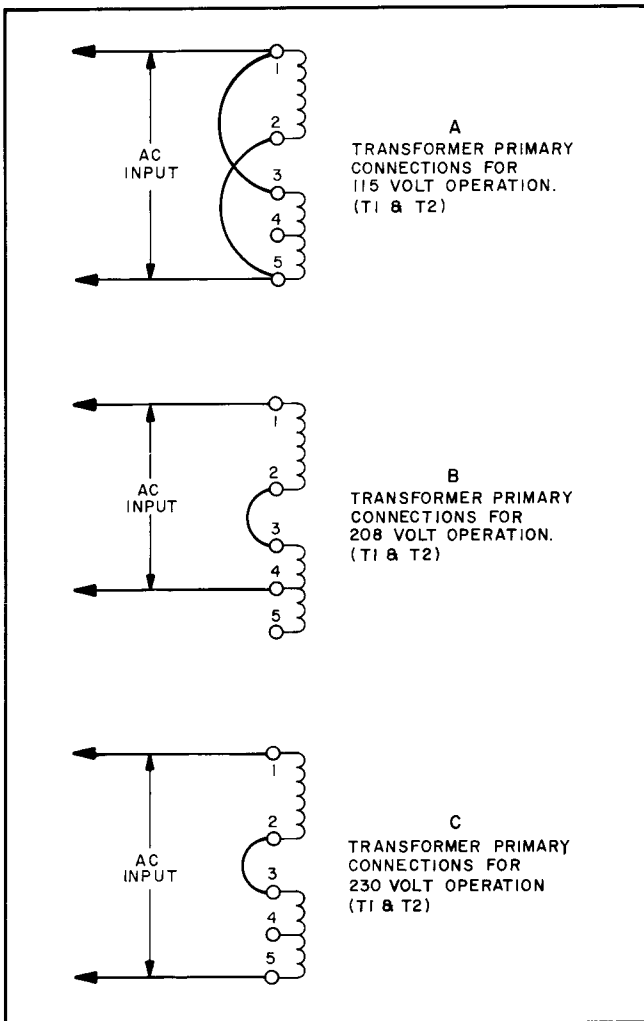 1
2
3
4
5
AC
INPUT
A
TRANSFORMER PRIMARY
CONNECTIONS FOR
115 VOLT OPERATION.
(T1 & T2)
1
2
3
4
5
AC
INPUT
B
TRANSFORMER PRIMARY
CONNECTIONS FOR
208 VOLT OPERATION.
(T1 & T2)
1
2
3
4
5
AC
INPUT
C
TRANSFORMER PRIMARY
CONNECTIONS FOR
230 VOLT OPERATION
(T1 & T2)